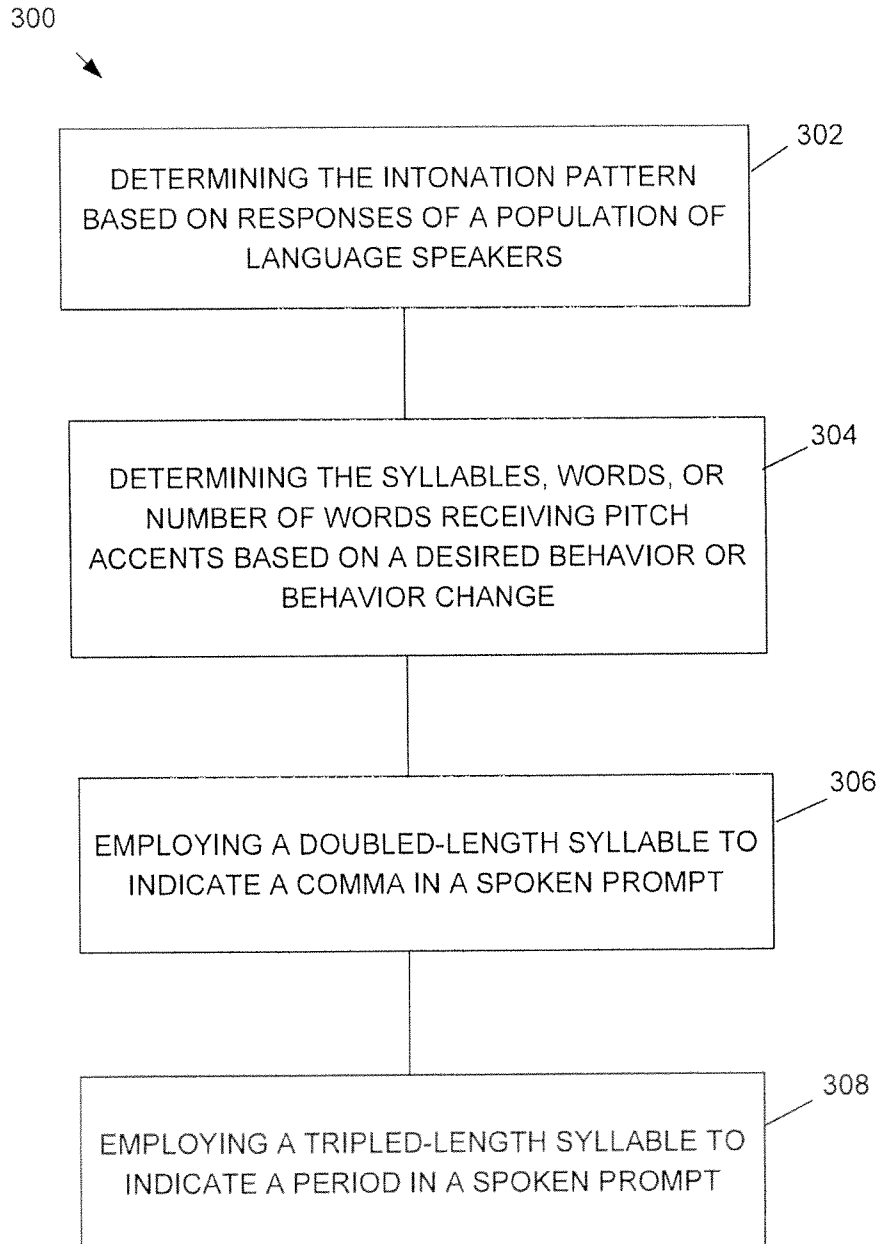 300
302
DETERMINING THE INTONATION PATTERN
BASED ON RESPONSES OF A POPULATION OF
LANGUAGE SPEAKERS
304
DETERMINING THE SYLLABLES, WORDS, OR
NUMBER OF WORDS RECEIVING PITCH
ACCENTS BASED ON A DESIRED BEHAVIOR OR
BEHAVIOR CHANGE
306
EMPLOYING A DOUBLED-LENGTH SYLLABLE TO
INDICATE A COMMA IN A SPOKEN PROMPT
308
EMPLOYING A TRIPLED-LENGTH SYLLABLE TO
INDICATE A PERIOD IN A SPOKEN PROMPT